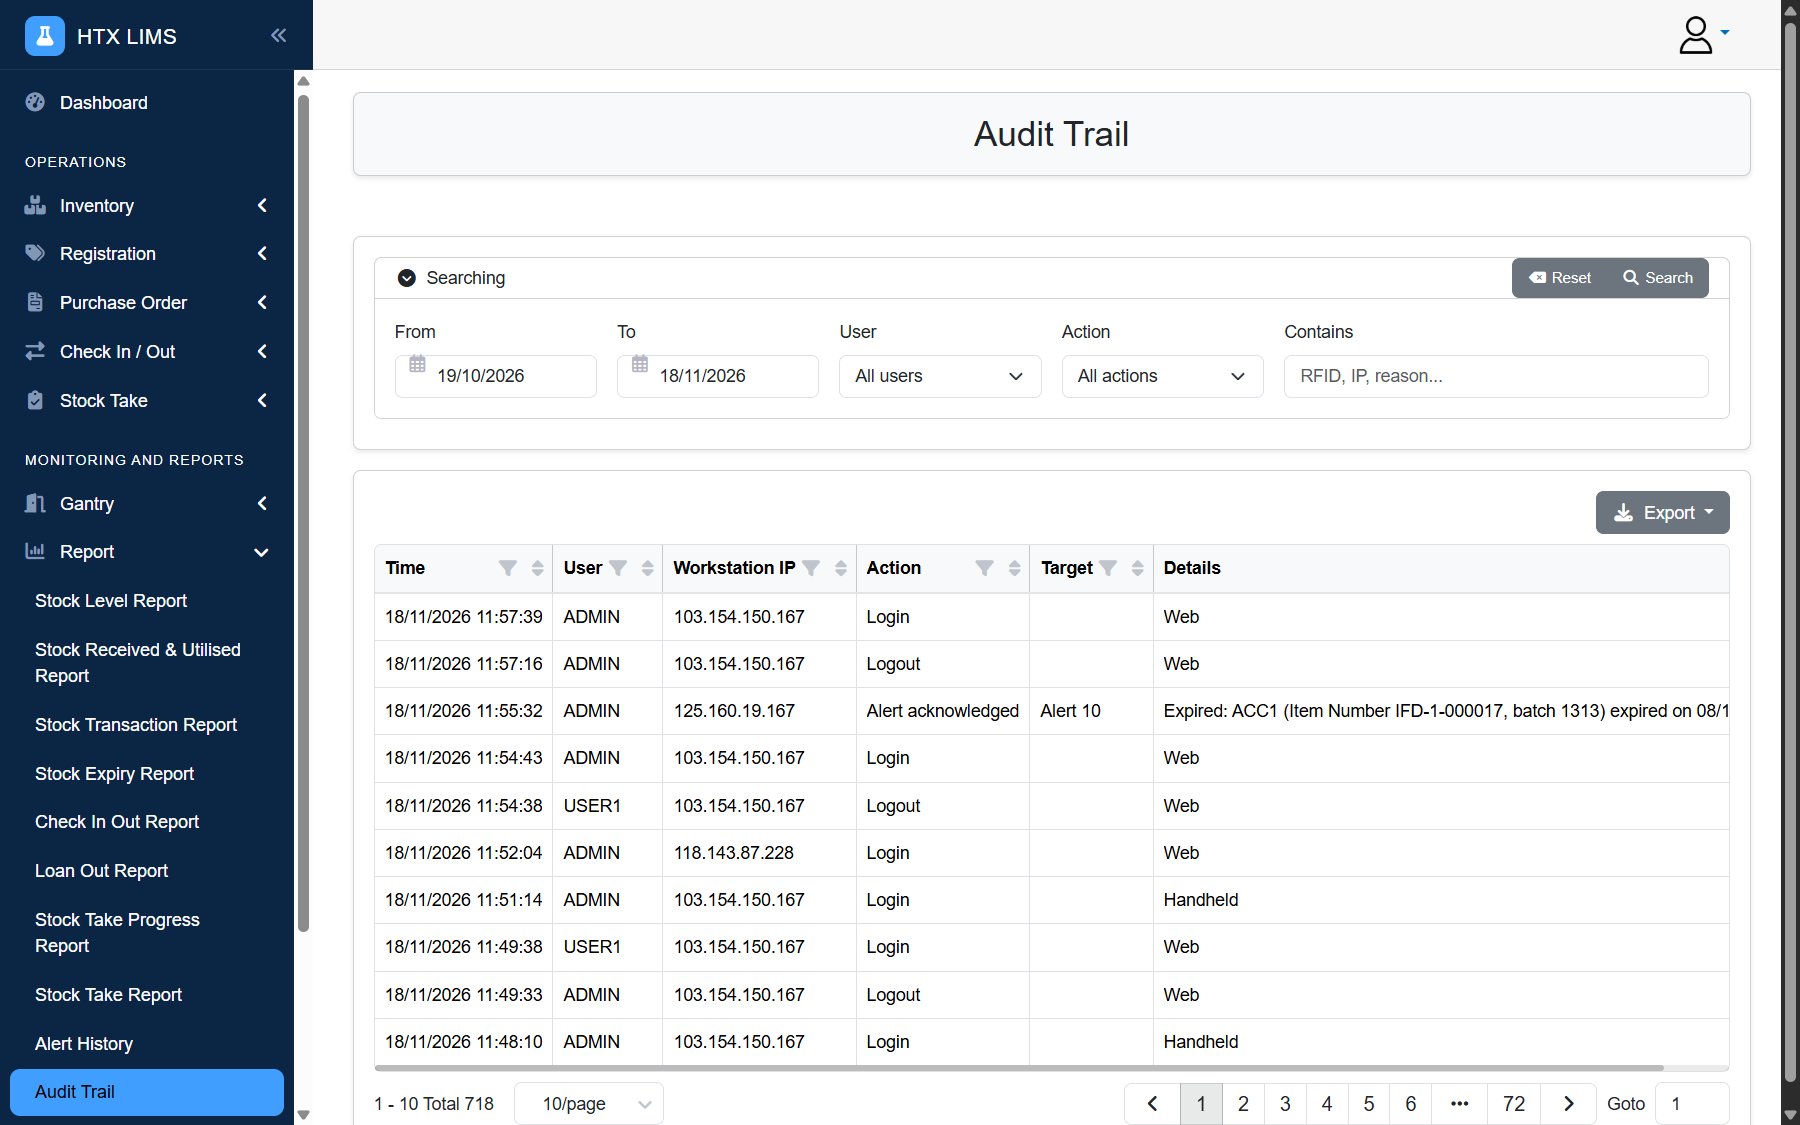 HTX LIMS
Dashboard
OPERATIONS
Inventory
Registration
Purchase Order
Check In / Out
Stock Take
MONITORING AND REPORTS
Gantry
Report
Stock Level Report
Stock Received & Utilised
Report
Stock Transaction Report
Stock Expiry Report
Check In Out Report
Loan Out Report
Stock Take Progress
Report
Stock Take Report
Alert History
Audit Trail
Audit Trail
Searching
Reset Search
From To User Action Contains
19/10/2026 18/11/2026 All users All actions RFID, IP, reason...
Export
Time User Workstation IP Action Target Details
18/11/2026 11:57:39 ADMIN 103.154.150.167 Login Web
18/11/2026 11:57:16 ADMIN 103.154.150.167 Logout Web
18/11/2026 11:55:32 ADMIN 125.160.19.167 Alert acknowledged Alert 10 Expired: ACC1 (Item Number IFD-1-000017, batch 1313) expired on 08/1
18/11/2026 11:54:43 ADMIN 103.154.150.167 Login Web
18/11/2026 11:54:38 USER1 103.154.150.167 Logout Web
18/11/2026 11:52:04 ADMIN 118.143.87.228 Login Web
18/11/2026 11:51:14 ADMIN 103.154.150.167 Login Handheld
18/11/2026 11:49:38 USER1 103.154.150.167 Login Web
18/11/2026 11:49:33 ADMIN 103.154.150.167 Logout Web
18/11/2026 11:48:10 ADMIN 103.154.150.167 Login Handheld
1 - 10 Total 718 10/page 1 2 3 4 5 6 ••• 72 Goto 1